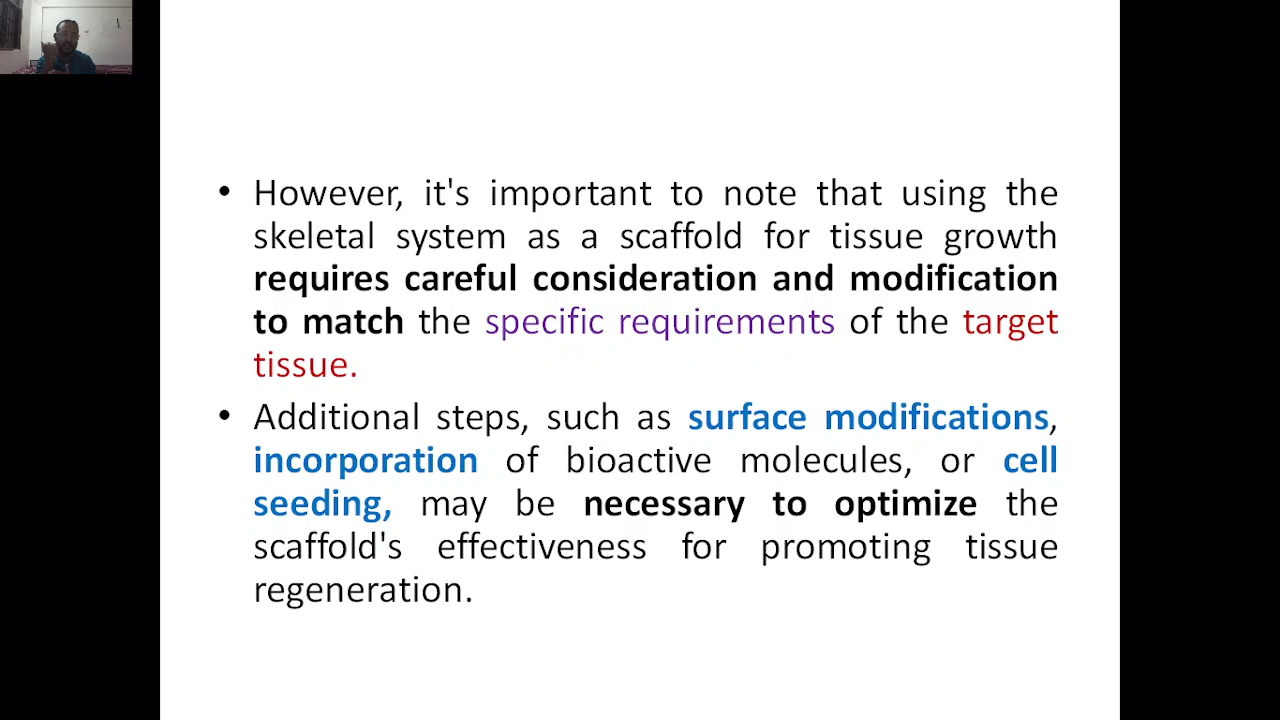 • However, it's important to note that using the
skeletal system as a scaffold for tissue growth
requires careful consideration and modification
to match the specific requirements of the target
tissue.
• Additional steps, such as surface modifications,
incorporation of bioactive molecules, or cell
seeding, may be necessary to optimize the
scaffold's effectiveness for promoting tissue
regeneration.